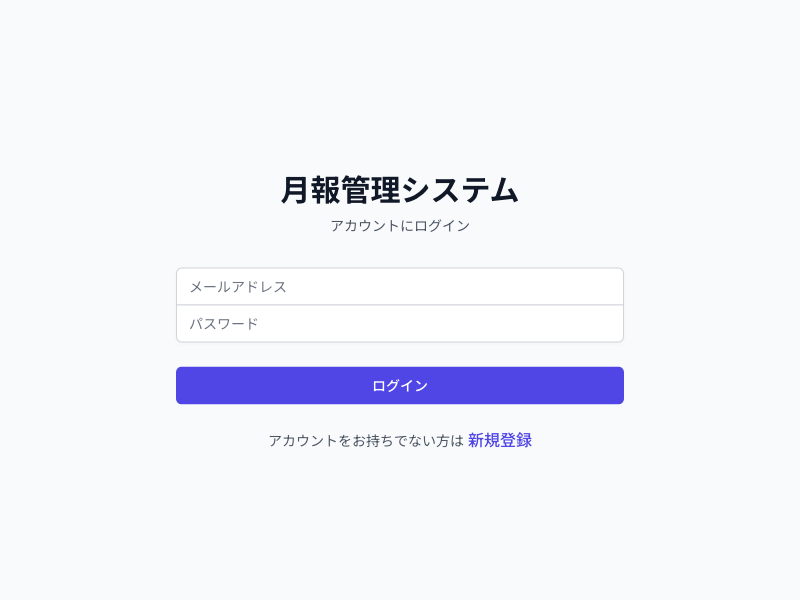 月報管理システム
アカウントにログイン
メールアドレス
パスワード
ログイン
アカウントをお持ちでない方は 新規登録